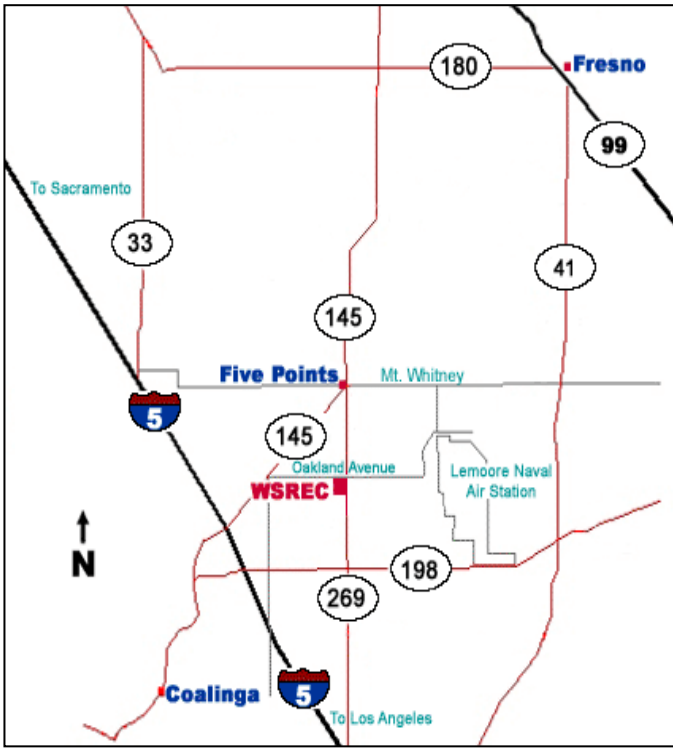 180
Fresno
99
To Sacramento
33
41
145
Five Points
Mt. Whitney
5
145
Oakland Avenue
WSREC
Lemoore Naval
Air Station
N
198
269
Coalinga
5
To Los Angeles